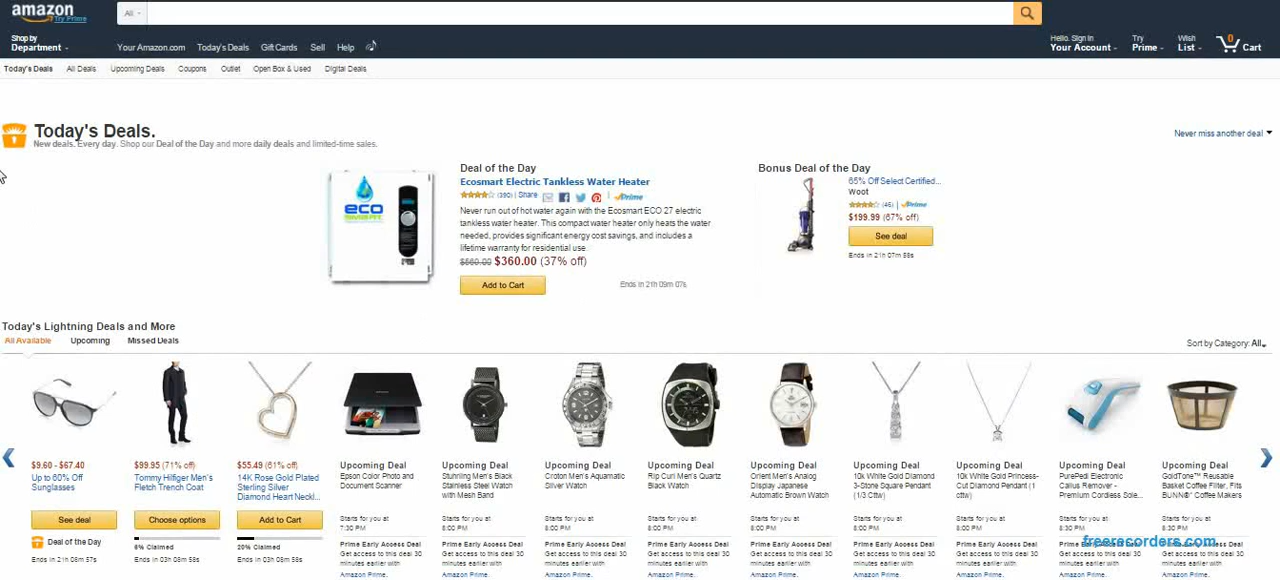 amazon
Try Prime
All
Shop by
Department
Your Amazon.com Today's Deals Gift Cards Sell Help
Hello. Sign in
Your Account
Try
Prime
Wish
List
0
Cart
Today's Deals All Deals Upcoming Deals Coupons Outlet Open Box & Used Digital Deals
Today's Deals.
New deals. Every day. Shop our Deal of the Day and more daily deals and limited-time sales.
Never miss another deal
eco
SMART
Deal of the Day
Ecosmart Electric Tankless Water Heater
(390) | Share | Prime
Never run out of hot water again with the Ecosmart ECO 27 electric
tankless water heater. This compact water heater only heats the water
needed, provides significant energy cost savings, and includes a
lifetime warranty for residential use
$360.00 (37% off)
Add to Cart
Ends in 21h 09m 07s
Bonus Deal of the Day
65% Off Select Certified...
Woot
(46) | Prime
$199.99 (67% off)
See deal
Ends in 21h 07m 58s
Today's Lightning Deals and More
All Available Upcoming Missed Deals
Sort by Category: All
$9.60 - $67.40
Up to 60% Off
Sunglasses
See deal
Deal of the Day
Ends in 21h 08m 57s
$99.95 (71% off)
Tommy Hilfiger Men's
Fletch Trench Coat
Choose options
6% Claimed
Ends in 03h 08m 58s
$55.49 (61% off)
14K Rose Gold Plated
Sterling Silver
Diamond Heart Neckl...
Add to Cart
20% Claimed
Ends in 03h 08m 58s
Upcoming Deal
Epson Color Photo and
Document Scanner
Starts for you at
7:30 PM
Prime Early Access Deal
Get access to this deal 30
minutes earlier with
Amazon Prime.
Upcoming Deal
Stuhrling Men's Black
Stainless Steel Watch
with Mesh Band
Starts for you at
8:00 PM
Prime Early Access Deal
Get access to this deal 30
minutes earlier with
Amazon Prime.
Upcoming Deal
Croton Men's Aquamatic
Silver Watch
Starts for you at
8:00 PM
Prime Early Access Deal
Get access to this deal 30
minutes earlier with
Amazon Prime.
Upcoming Deal
Rip Curl Men's Quartz
Black Watch
Starts for you at
8:00 PM
Prime Early Access Deal
Get access to this deal 30
minutes earlier with
Amazon Prime.
Upcoming Deal
Orient Men's Analog
Display Japanese
Automatic Brown Watch
Starts for you at
8:00 PM
Prime Early Access Deal
Get access to this deal 30
minutes earlier with
Amazon Prime.
Upcoming Deal
10k White Gold Diamond
3-Stone Square Pendant
(1/3 Cttw)
Starts for you at
8:00 PM
Prime Early Access Deal
Get access to this deal 30
minutes earlier with
Amazon Prime.
Upcoming Deal
10k White Gold Princess-
Cut Diamond Pendant (1
cttw)
Starts for you at
8:00 PM
Prime Early Access Deal
Get access to this deal 30
minutes earlier with
Amazon Prime.
Upcoming Deal
PurePedi Electronic
Callus Remover -
Premium Cordless Sole...
Starts for you at
8:30 PM
Prime Early Access Deal
Get access to this deal 30
minutes earlier with
Amazon Prime.
Upcoming Deal
GoldTone™ Reusable
Basket Coffee Filter, Fits
BUNN® Coffee Makers
Starts for you at
8:30 PM
Prime Early Access Deal
Get access to this deal 30
minutes earlier with
Amazon Prime.
freerecorders.com